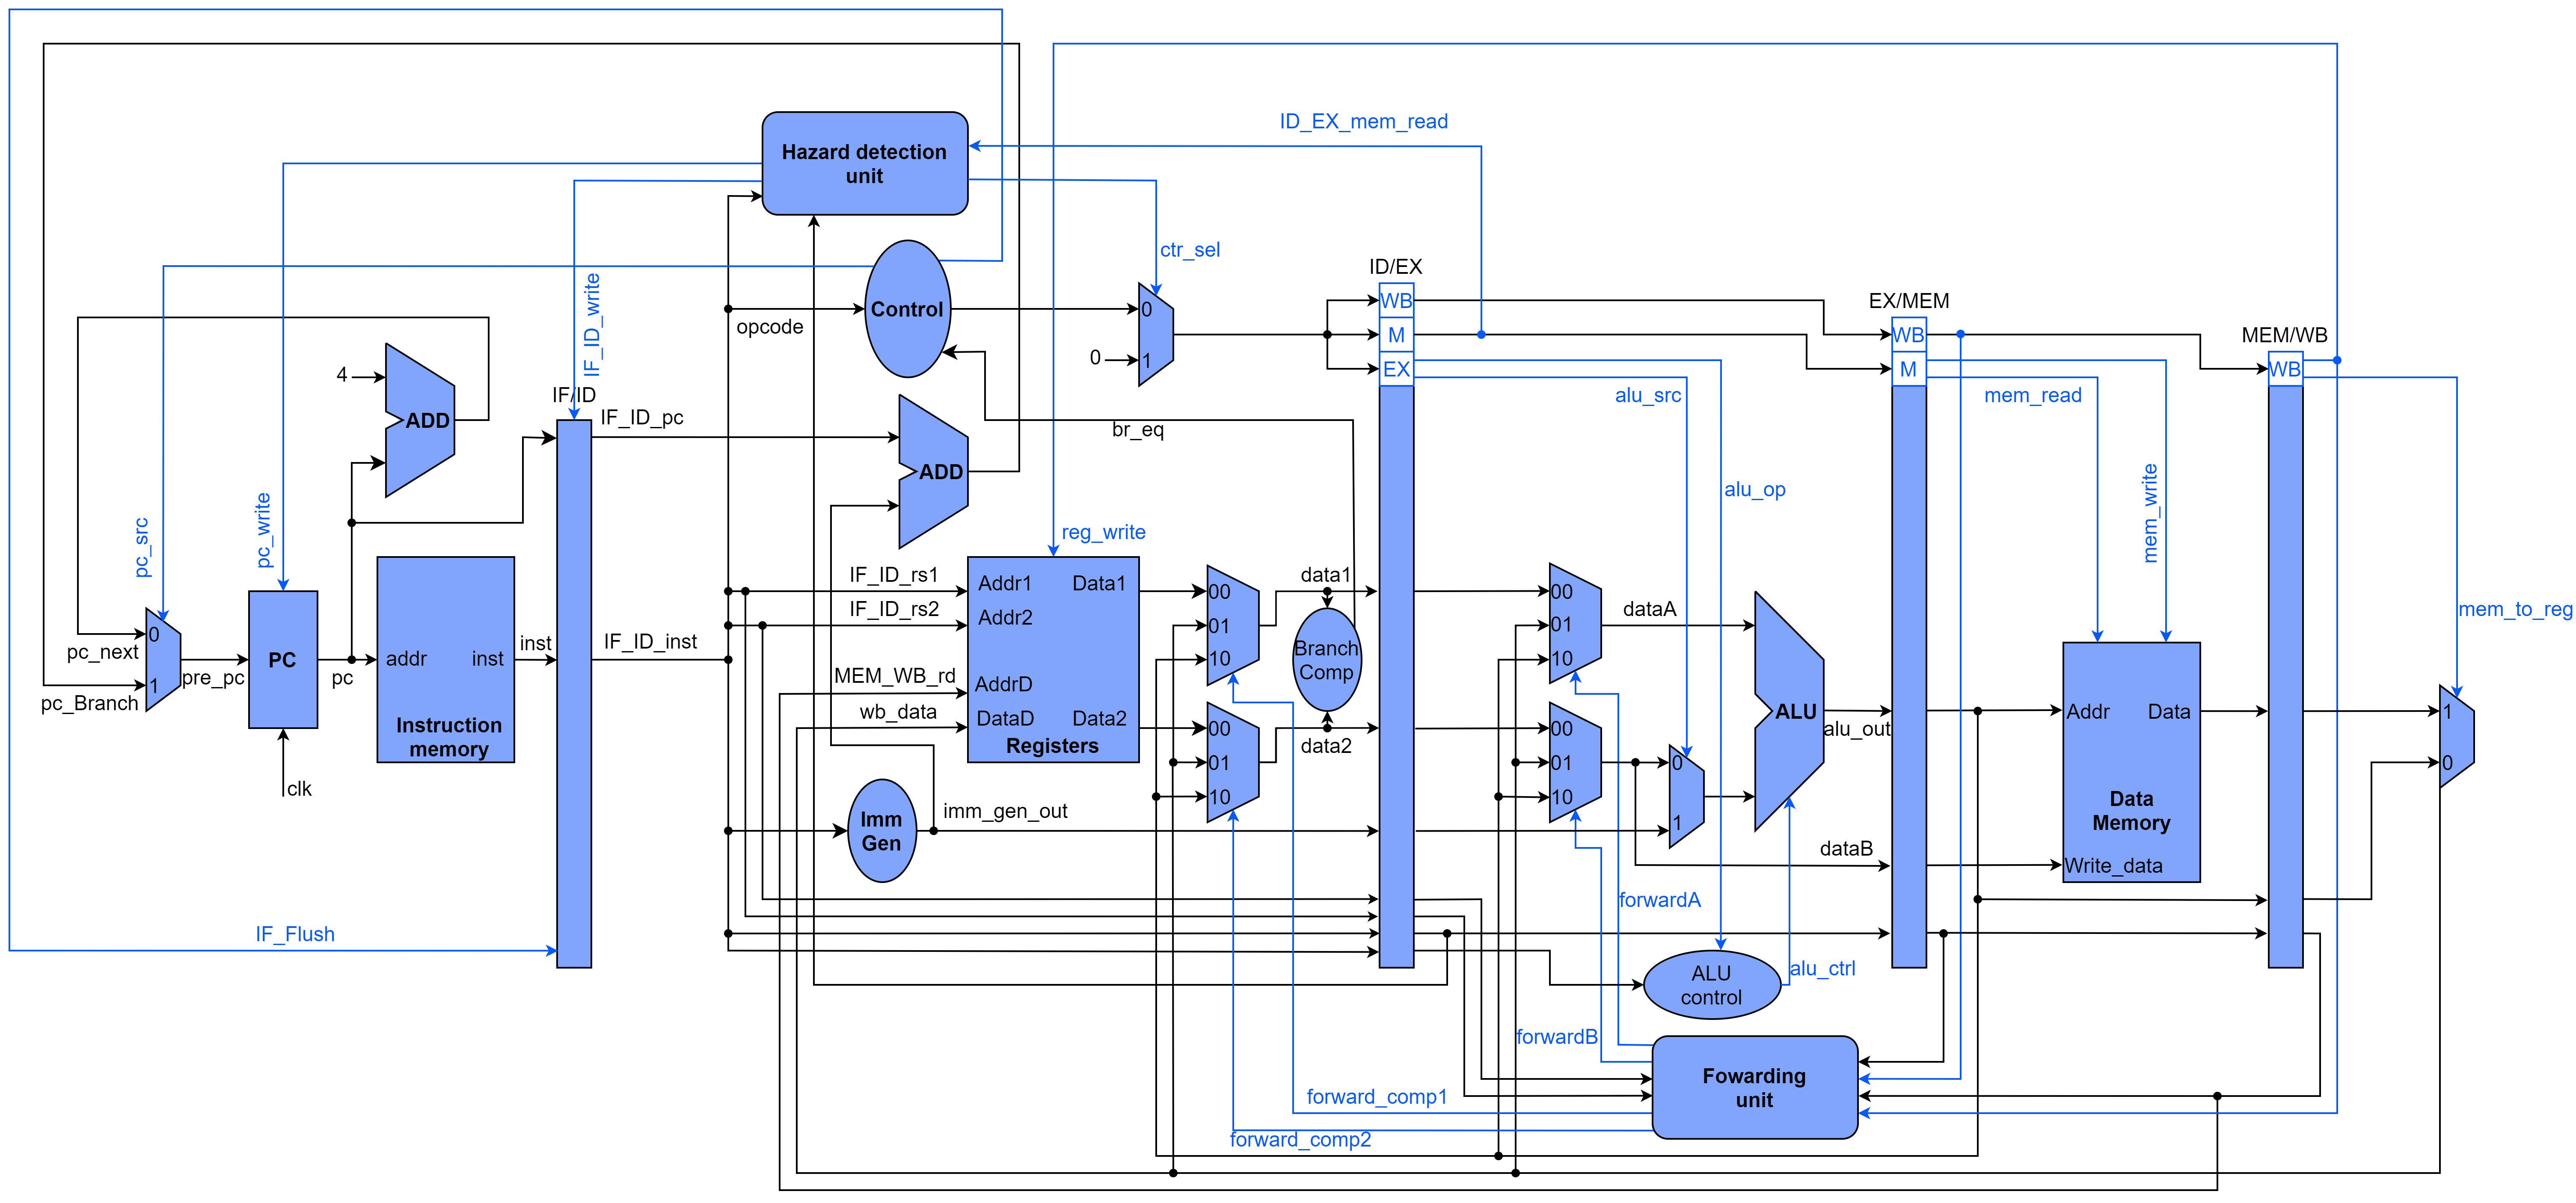 Hazard detection
unit
ID_EX_mem_read
ctr_sel
ID/EX
Control
opcode
0
0
1
WB
M
EX
EX/MEM
WB
M
MEM/WB
WB
IF_ID_write
4
ADD
IF/ID
IF_ID_pc
ADD
br_eq
alu_src
mem_read
alu_op
mem_write
pc_src
pc_write
reg_write
0
pc_next
1
pc_Branch
pre_pc
PC
pc
clk
addr
inst
Instruction
memory
inst
IF_ID_inst
IF_ID_rs1
IF_ID_rs2
MEM_WB_rd
wb_data
Addr1
Data1
Addr2
AddrD
DataD
Data2
Registers
00
01
10
00
01
10
data1
Branch
Comp
data2
Imm
Gen
imm_gen_out
00
01
10
00
01
10
dataA
0
1
ALU
alu_out
dataB
Addr
Data
Data
Memory
Write_data
mem_to_reg
1
0
IF_Flush
forwardA
ALU
control
alu_ctrl
forwardB
Fowarding
unit
forward_comp1
forward_comp2